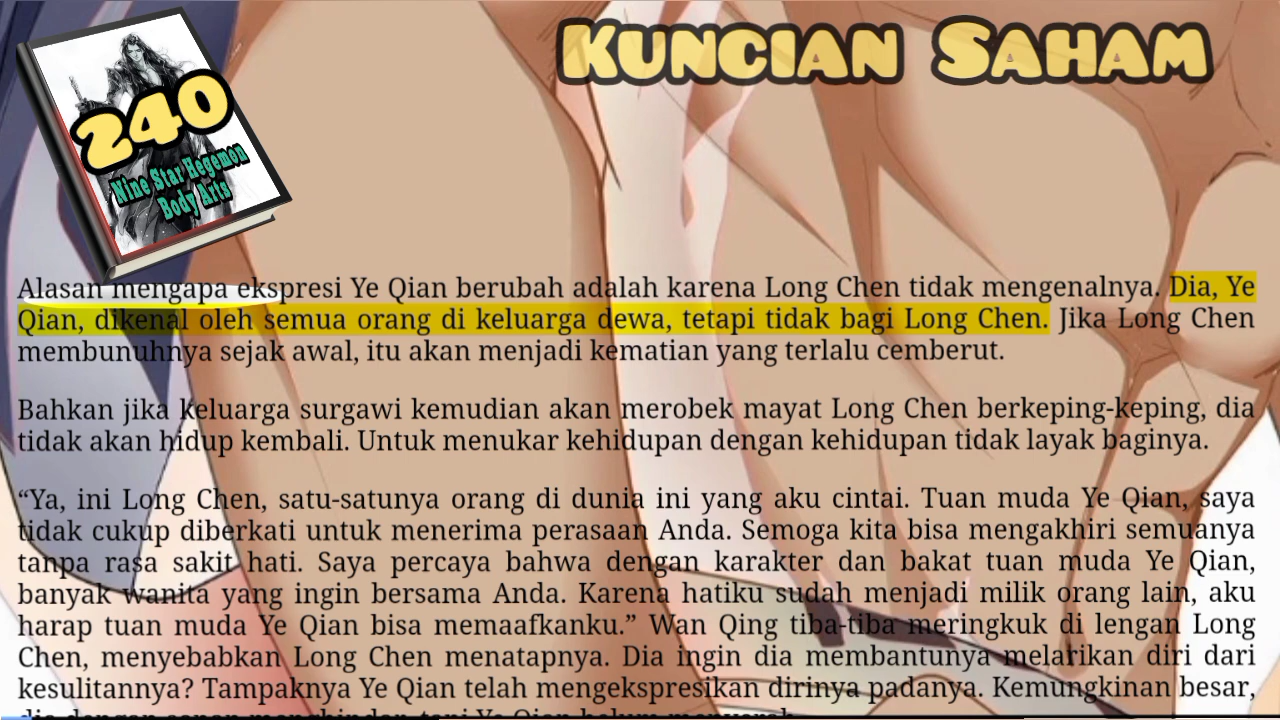 KUNCIAN SAHAM
240
Nine Star Hegemon
Body Arts
Alasan mengapa ekspresi Ye Qian berubah adalah karena Long Chen tidak mengenalnya. Dia, Ye
Qian, dikenal oleh semua orang di keluarga dewa, tetapi tidak bagi Long Chen. Jika Long Chen
membunuhnya sejak awal, itu akan menjadi kematian yang terlalu cemberut.
Bahkan jika keluarga surgawi kemudian akan merobek mayat Long Chen berkeping-keping, dia
tidak akan hidup kembali. Untuk menukar kehidupan dengan kehidupan tidak layak baginya.
“Ya, ini Long Chen, satu-satunya orang di dunia ini yang aku cintai. Tuan muda Ye Qian, saya
tidak cukup diberkati untuk menerima perasaan Anda. Semoga kita bisa mengakhiri semuanya
tanpa rasa sakit hati. Saya percaya bahwa dengan karakter dan bakat tuan muda Ye Qian,
banyak wanita yang ingin bersama Anda. Karena hatiku sudah menjadi milik orang lain, aku
harap tuan muda Ye Qian bisa memaafkanku.” Wan Qing tiba-tiba meringkuk di lengan Long
Chen, menyebabkan Long Chen menatapnya. Dia ingin dia membantunya melarikan diri dari
kesulitannya? Tampaknya Ye Qian telah mengekspresikan dirinya padanya. Kemungkinan besar,